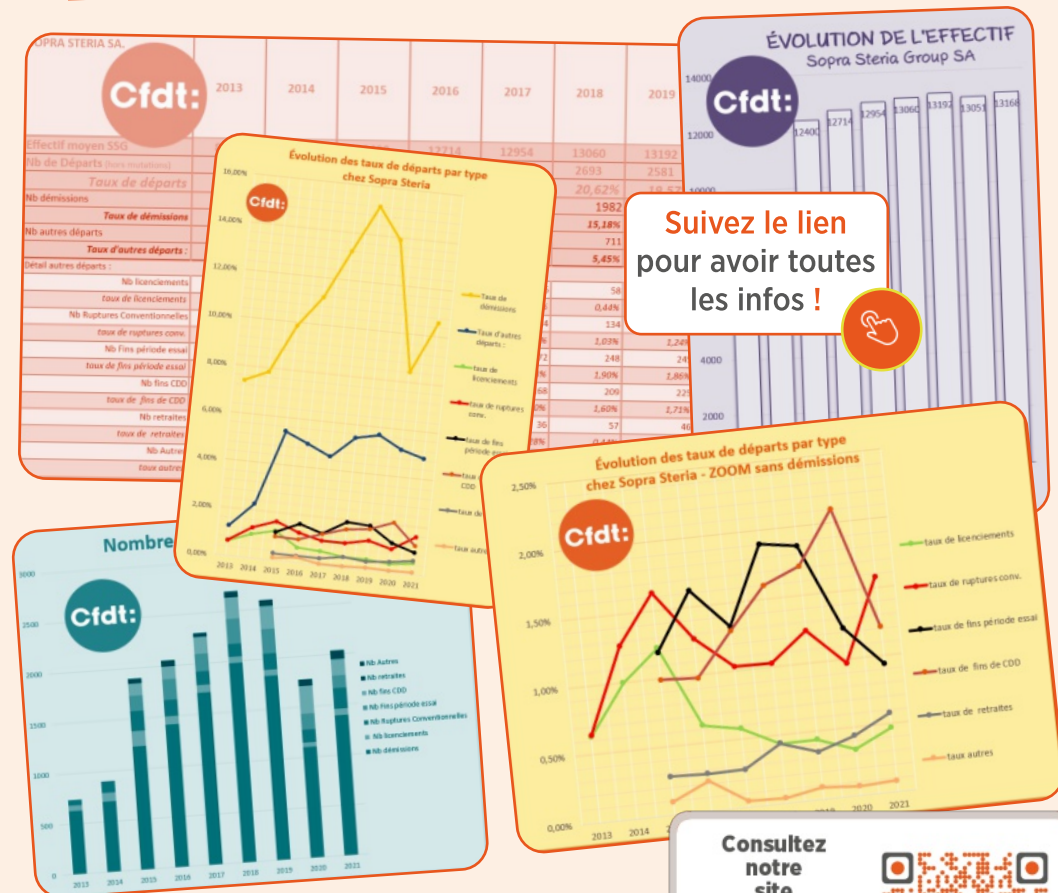 SOPRA STERIA SA.
Cfdt:
2013 2014 2015 2016 2017 2018 2019
Effectif moyen SSG 12714 12954 13060 13192
Nb de Départs (hors mutations) 2693 2581
Taux de départs 20,62%
Nb démissions 1982
Taux de démissions 15,18%
Nb autres départs 711
Taux d'autres départs : 5,45%
Détail autres départs :
Nb licenciements 58
taux de licenciements 0,44%
Nb Ruptures Conventionnelles 134
taux de ruptures conv. 1,03% 1,24%
Nb Fins période essai 248
taux de fins période essai 1,90% 1,86%
Nb fins CDD 209
taux de fins de CDD 1,60% 1,71%
Nb retraites 57
taux de retraites
Nb Autres
taux autres
ÉVOLUTION DE L'EFFECTIF
Sopra Steria Group SA
Cfdt:
14000
12000
10000
4000
2000
12400 12714 12954 13060 13192 13051 13168
Suivez le lien
pour avoir toutes
les infos !
Évolution des taux de départs par type
chez Sopra Steria
Cfdt:
16,00%
14,00%
12,00%
10,00%
8,00%
6,00%
4,00%
2,00%
0,00%
2013 2014 2015 2016 2017 2018 2019 2020 2021
Taux de
démissions
Taux d'autres
départs :
taux de
licenciements
taux de ruptures
conv.
taux de fins
période
CDD
taux autre
Nombre
Cfdt:
3000
2500
2000
1500
1000
500
0
2013 2014 2015 2016 2017 2018 2019 2020 2021
Nb Autres
Nb retraites
Nb fins CDD
Nb Fins période essai
Nb Ruptures Conventionnelles
Nb licenciements
Nb démissions
Évolution des taux de départs par type
chez Sopra Steria - ZOOM sans démissions
Cfdt:
2,50%
2,00%
1,50%
1,00%
0,50%
0,00%
2013 2014 2019 2020 2021
taux de licenciements
taux de ruptures conv.
taux de fins période essai
taux de fins de CDD
taux de retraites
taux autres
Consultez
notre
site